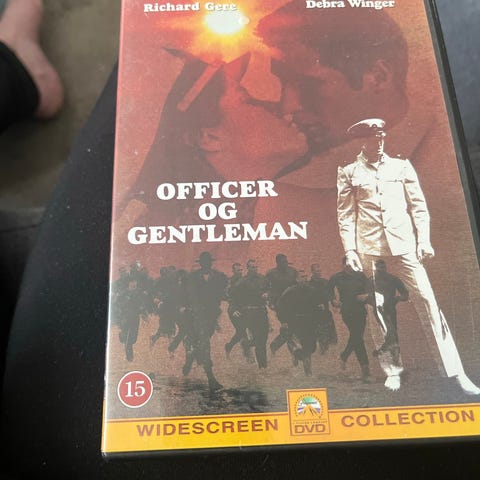 Richard Gere Debra Winger
OFFICER
OG
GENTLEMAN
15
WIDESCREEN DVD COLLECTION